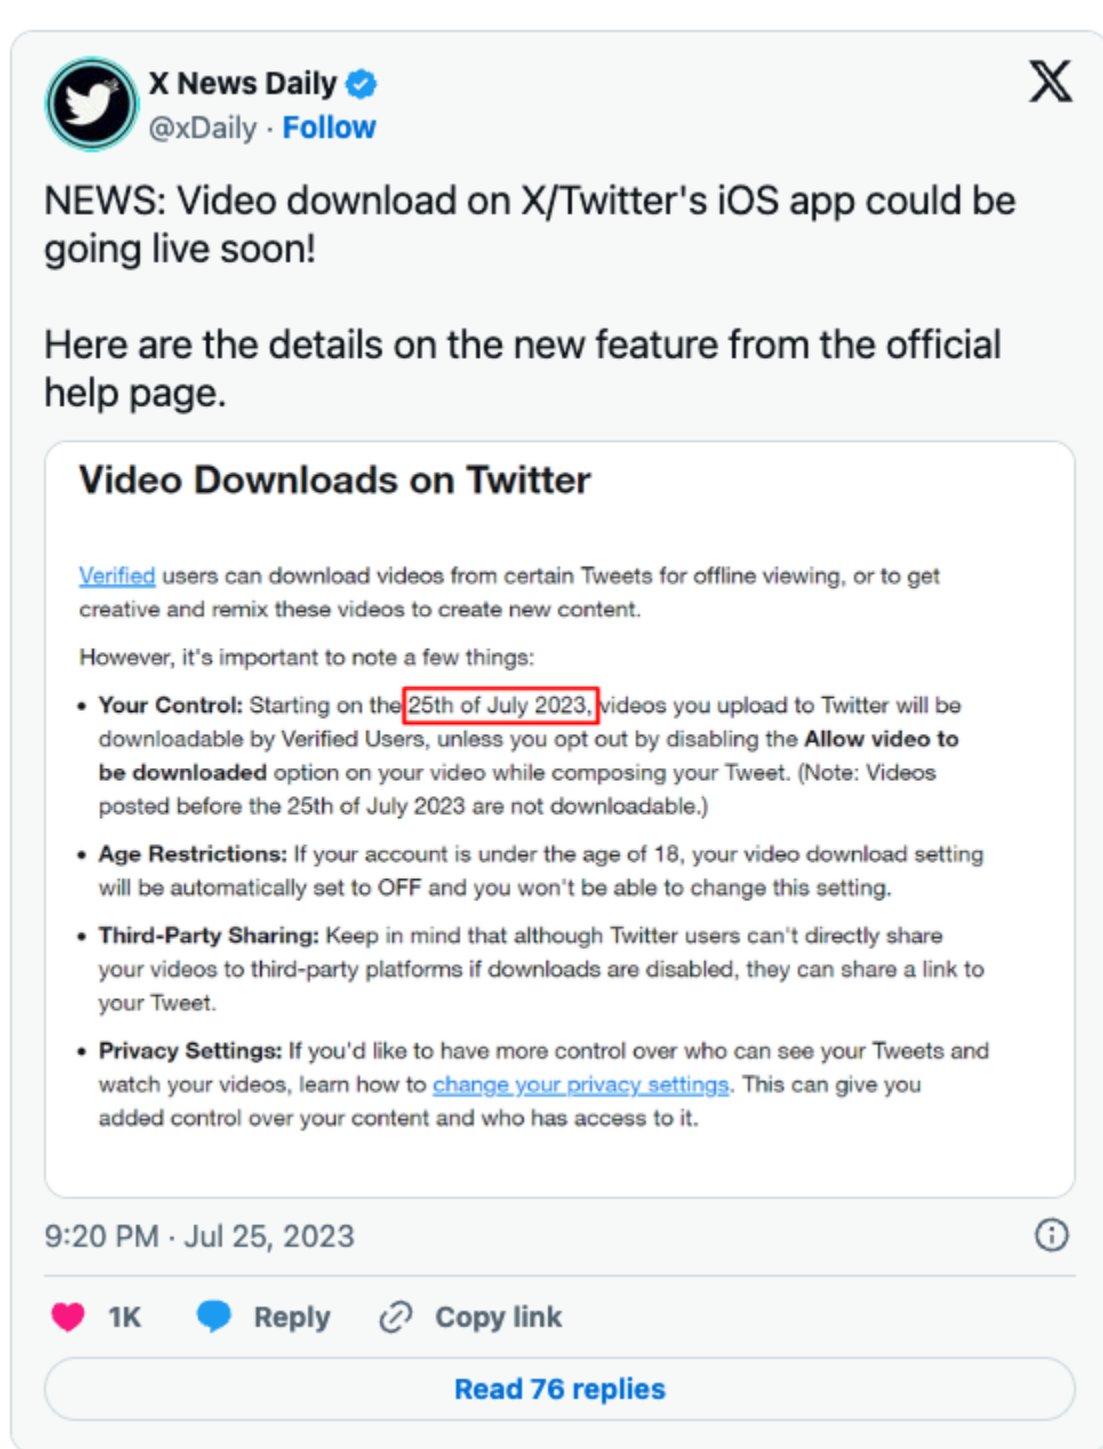 X News Daily
@xDaily · Follow
NEWS: Video download on X/Twitter's iOS app could be
going live soon!
Here are the details on the new feature from the official
help page.
Video Downloads on Twitter
Verified users can download videos from certain Tweets for offline viewing, or to get
creative and remix these videos to create new content.
However, it's important to note a few things:
• Your Control: Starting on the 25th of July 2023, videos you upload to Twitter will be
downloadable by Verified Users, unless you opt out by disabling the Allow video to
be downloaded option on your video while composing your Tweet. (Note: Videos
posted before the 25th of July 2023 are not downloadable.)
• Age Restrictions: If your account is under the age of 18, your video download setting
will be automatically set to OFF and you won't be able to change this setting.
• Third-Party Sharing: Keep in mind that although Twitter users can't directly share
your videos to third-party platforms if downloads are disabled, they can share a link to
your Tweet.
• Privacy Settings: If you'd like to have more control over who can see your Tweets and
watch your videos, learn how to change your privacy settings. This can give you
added control over your content and who has access to it.
9:20 PM · Jul 25, 2023
1K Reply Copy link
Read 76 replies